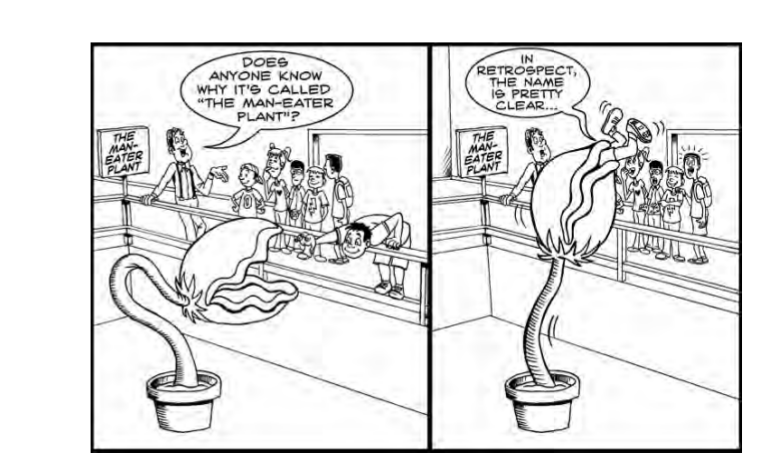 DOES
ANYONE KNOW
WHY IT'S CALLED
"THE MAN-EATER
PLANT"?
THE
MAN-
EATER
PLANT
IN
RETROSPECT,
THE NAME
IS PRETTY
CLEAR...
THE
MAN-
EATER
PLANT